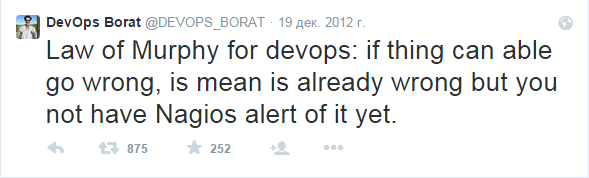 DevOps Borat @DEVOPS_BORAT · 19 дек. 2012 г.
Law of Murphy for devops: if thing can able
go wrong, is mean is already wrong but you
not have Nagios alert of it yet.
875 252